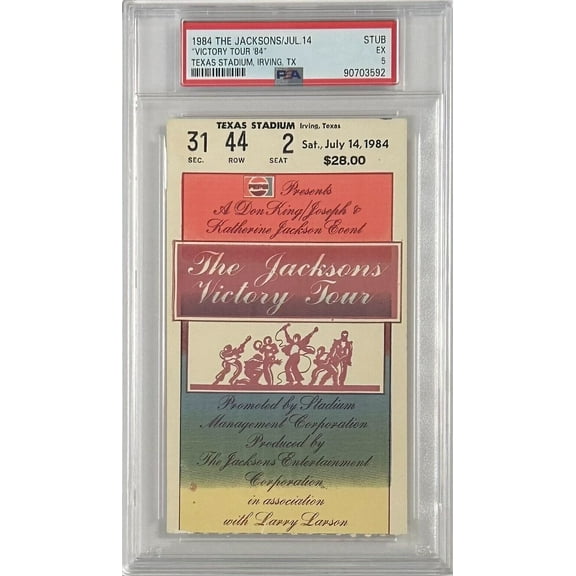 1984 THE JACKSONS/JUL.14 STUB
"VICTORY TOUR '84" EX
TEXAS STADIUM, IRVING, TX PSA 5
90703592
TEXAS STADIUM Irving, Texas
31 44 2 Sat., July 14, 1984
SEC. ROW SEAT $28.00
PEPSI Presents
A Don King/Joseph &
Katherine Jackson Event
The Jacksons
Victory Tour
Promoted by Stadium
Management Corporation
Produced by
The Jacksons Entertainment
Corporation
in association
with Larry Larson